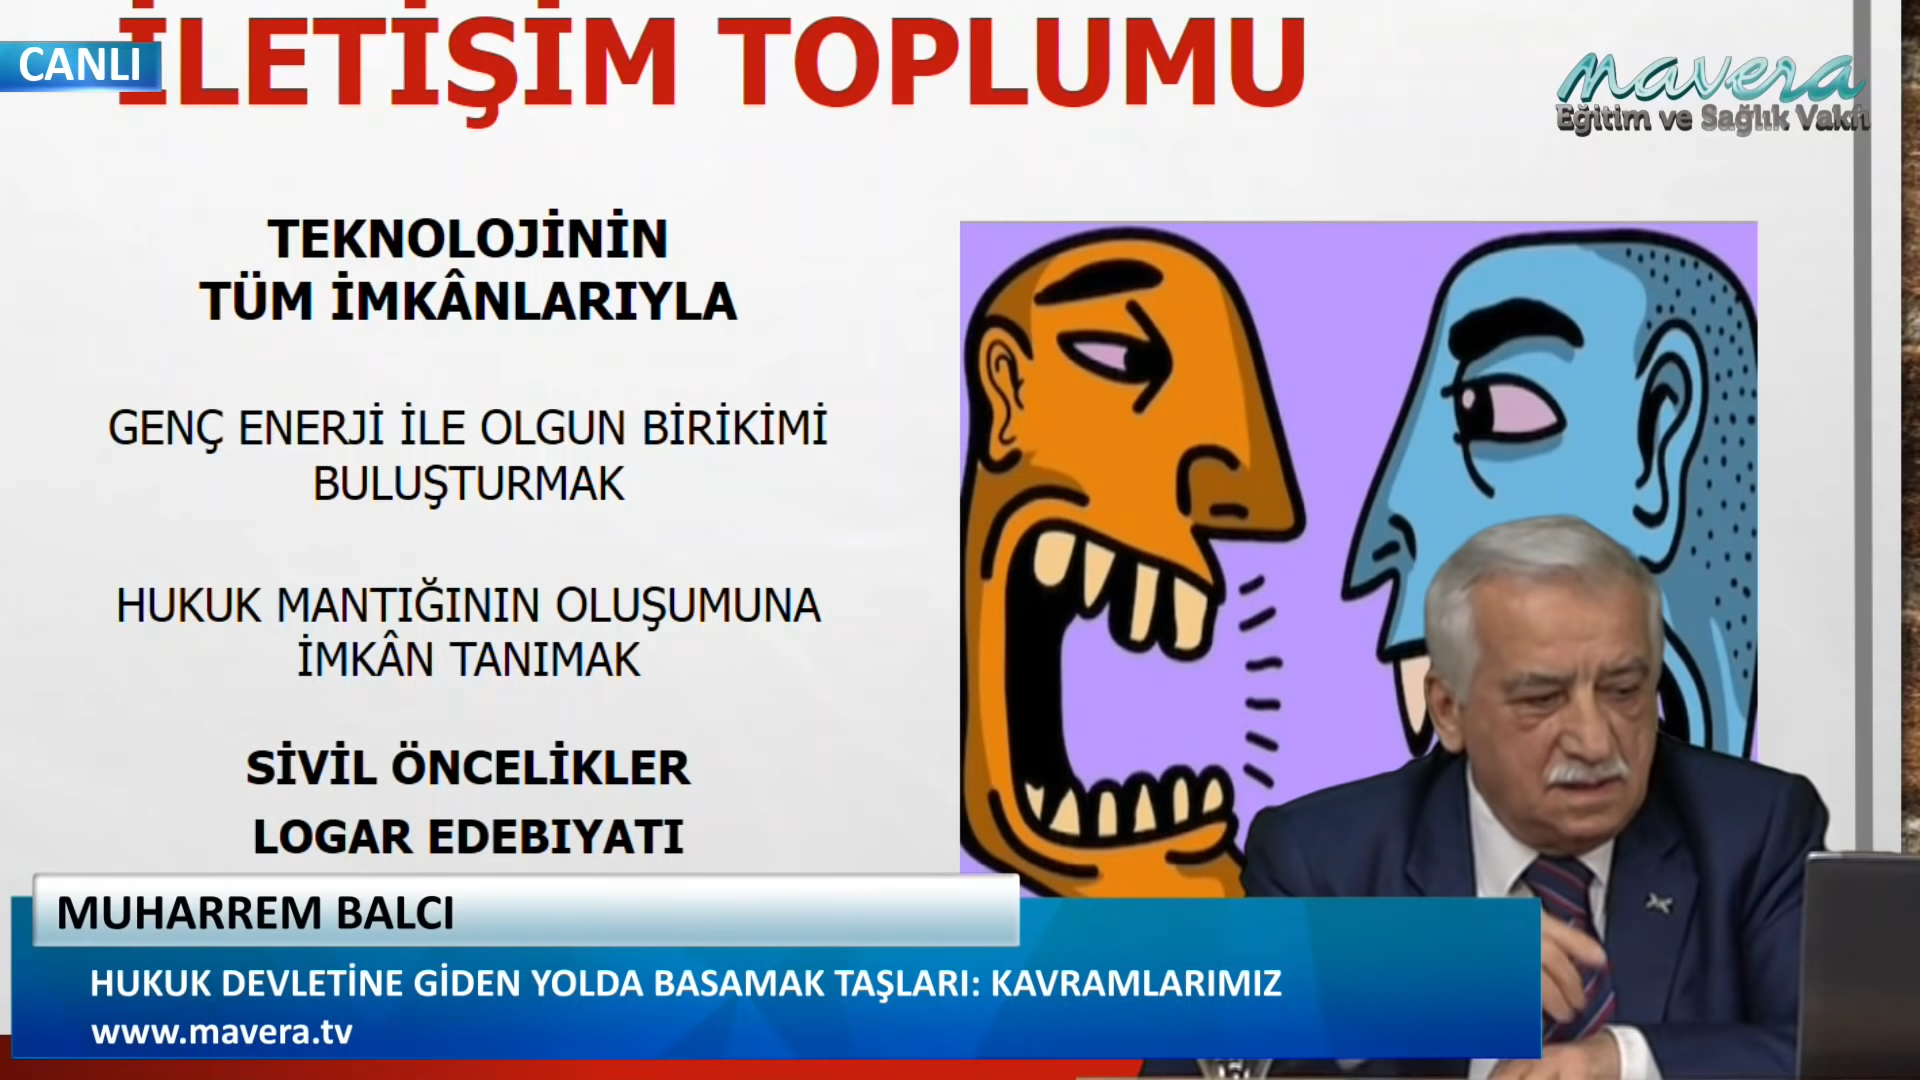 İLETİŞİM TOPLUMU
CANLI
mavera
Eğitim ve Sağlık Vakfı
TEKNOLOJİNİN
TÜM İMKÂNLARIYLA
GENÇ ENERJİ İLE OLGUN BİRİKİMİ
BULUŞTURMAK
HUKUK MANTIĞININ OLUŞUMUNA
İMKÂN TANIMAK
SİVİL ÖNCELİKLER
LOGAR EDEBIYATI
MUHARREM BALCI
HUKUK DEVLETİNE GİDEN YOLDA BASAMAK TAŞLARI: KAVRAMLARIMIZ
www.mavera.tv